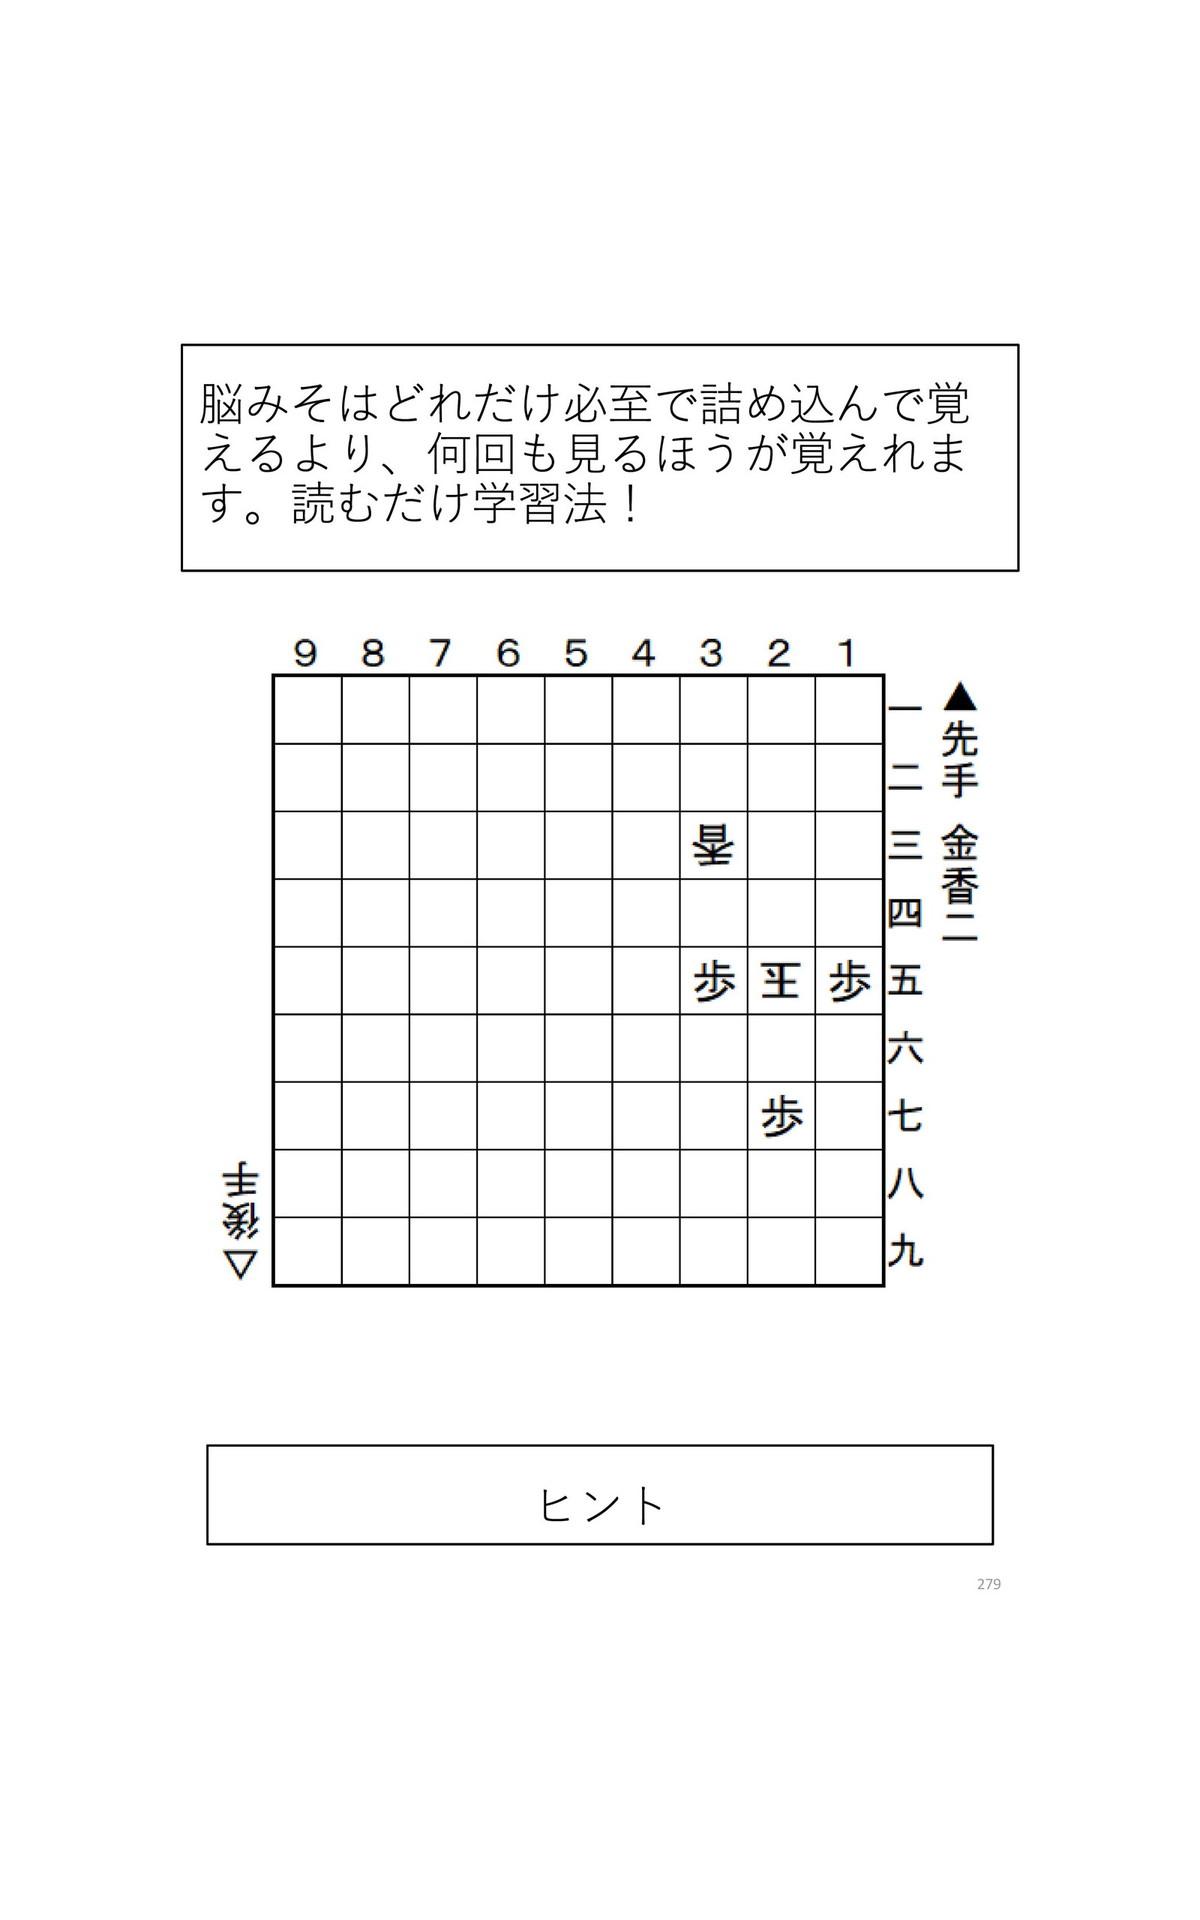 脳みそはどれだけ必至で詰め込んで覚
えるより、何回も見るほうが覚えれま
す。読むだけ学習法！
9 8 7 6 5 4 3 2 1
▲先手 金香二
一
二
三
四
五
六
七
八
九
香
歩 王 歩
歩
△後手
ヒント
279